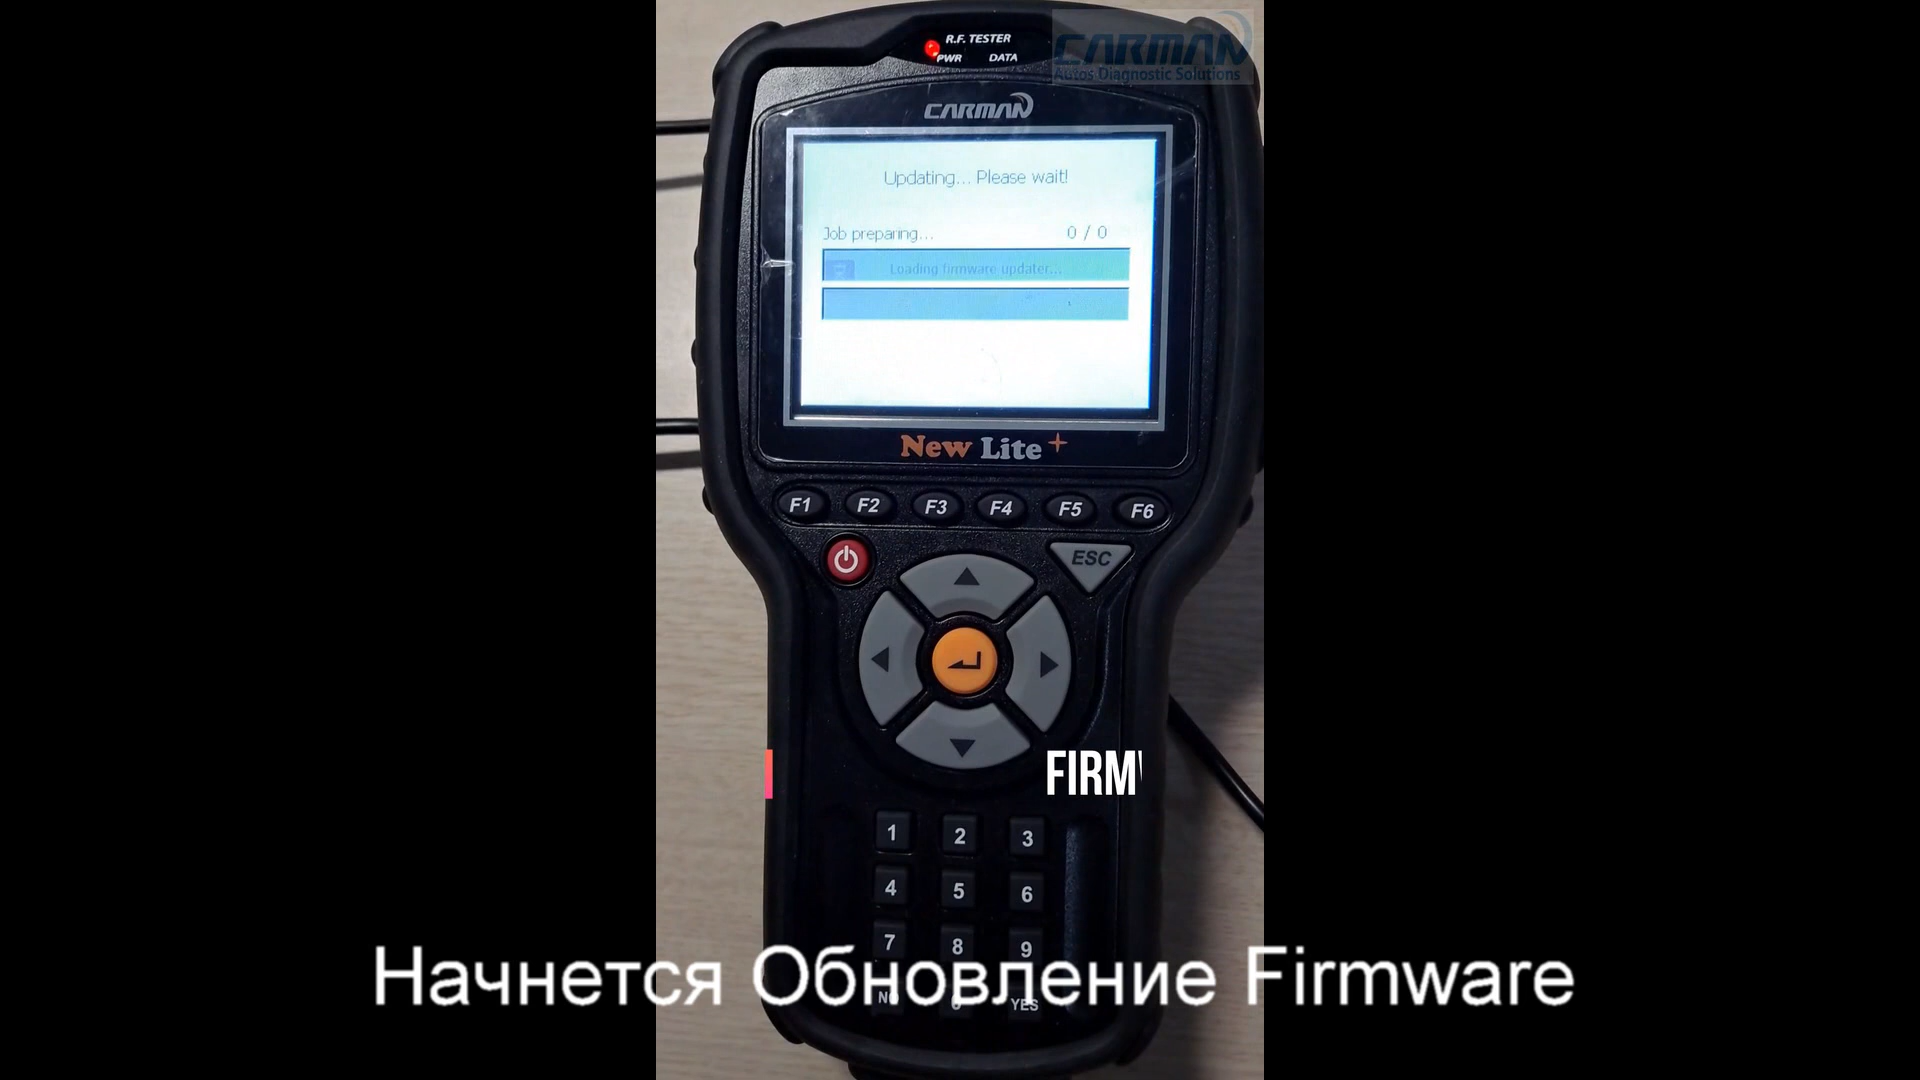 R.F. TESTER
PWR DATA
CARMAN
Autos Diagnostic Solutions
CARMAN
Updating... Please wait!
Job preparing... 0 / 0
Loading firmware updater...
New Lite+
F1 F2 F3 F4 F5 F6
ESC
FIRM
1 2 3
4 5 6
7 8 9
NO 0 YES
Начнется Обновление Firmware